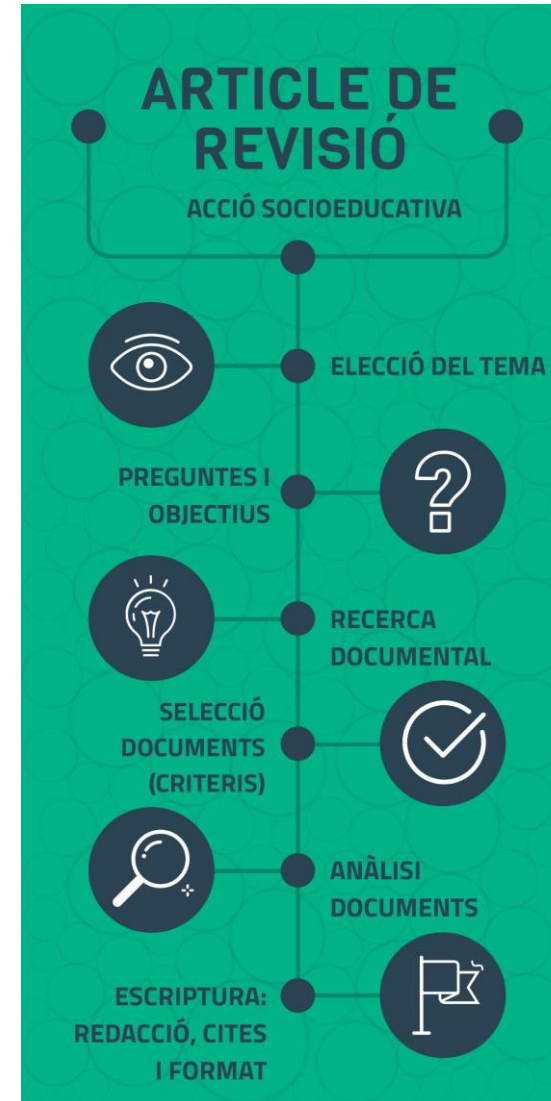 ARTICLE DE
REVISIÓ
ACCIÓ SOCIOEDUCATIVA
ELECCIÓ DEL TEMA
PREGUNTES I
OBJECTIUS
RECERCA
DOCUMENTAL
SELECCIÓ
DOCUMENTS
(CRITERIS)
ANÀLISI
DOCUMENTS
ESCRIPTURA:
REDACCIÓ, CITES
I FORMAT